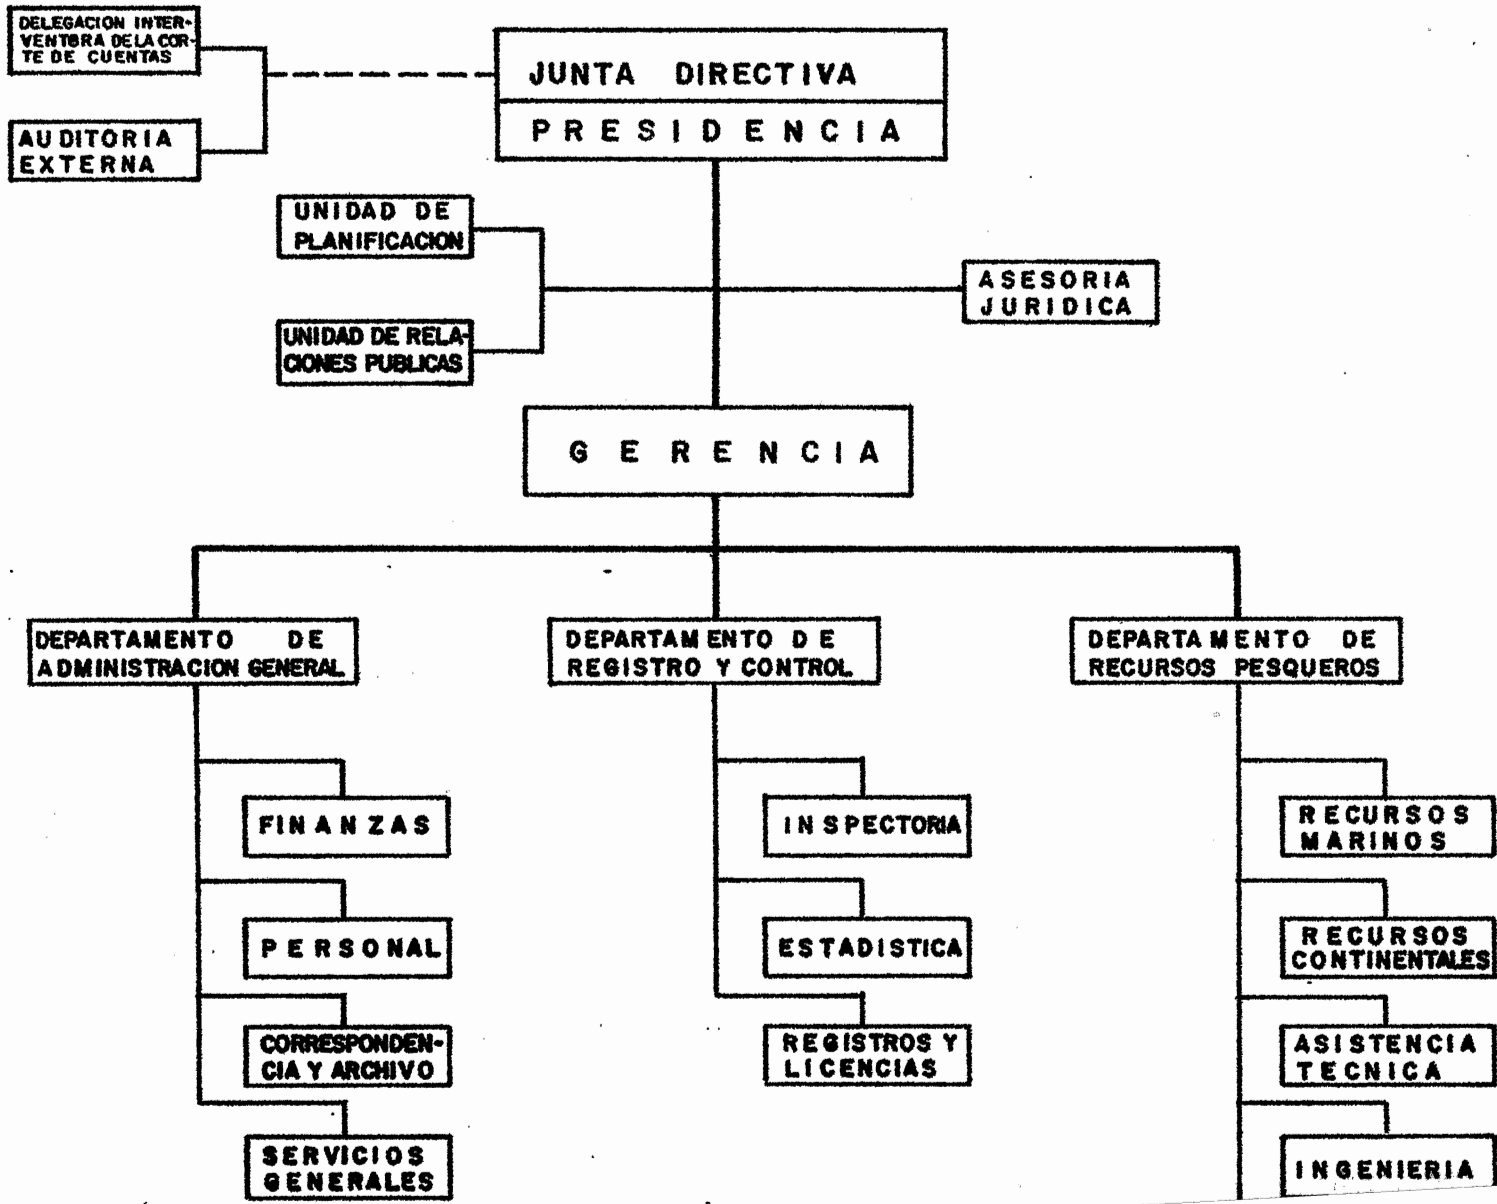 DELEGACION INTER-
VENTORA DE LA COR-
TE DE CUENTAS
JUNTA DIRECTIVA
PRESIDENCIA
AUDITORIA
EXTERNA
UNIDAD DE
PLANIFICACION
ASESORIA
JURIDICA
UNIDAD DE RELA-
CIONES PUBLICAS
GERENCIA
DEPARTAMENTO DE
ADMINISTRACION GENERAL
DEPARTAMENTO DE
REGISTRO Y CONTROL
DEPARTAMENTO DE
RECURSOS PESQUEROS
FINANZAS
INSPECTORIA
RECURSOS
MARINOS
PERSONAL
ESTADISTICA
RECURSOS
CONTINENTALES
CORRESPONDEN-
CIA Y ARCHIVO
REGISTROS Y
LICENCIAS
ASISTENCIA
TECNICA
SERVICIOS
GENERALES
INGENIERIA